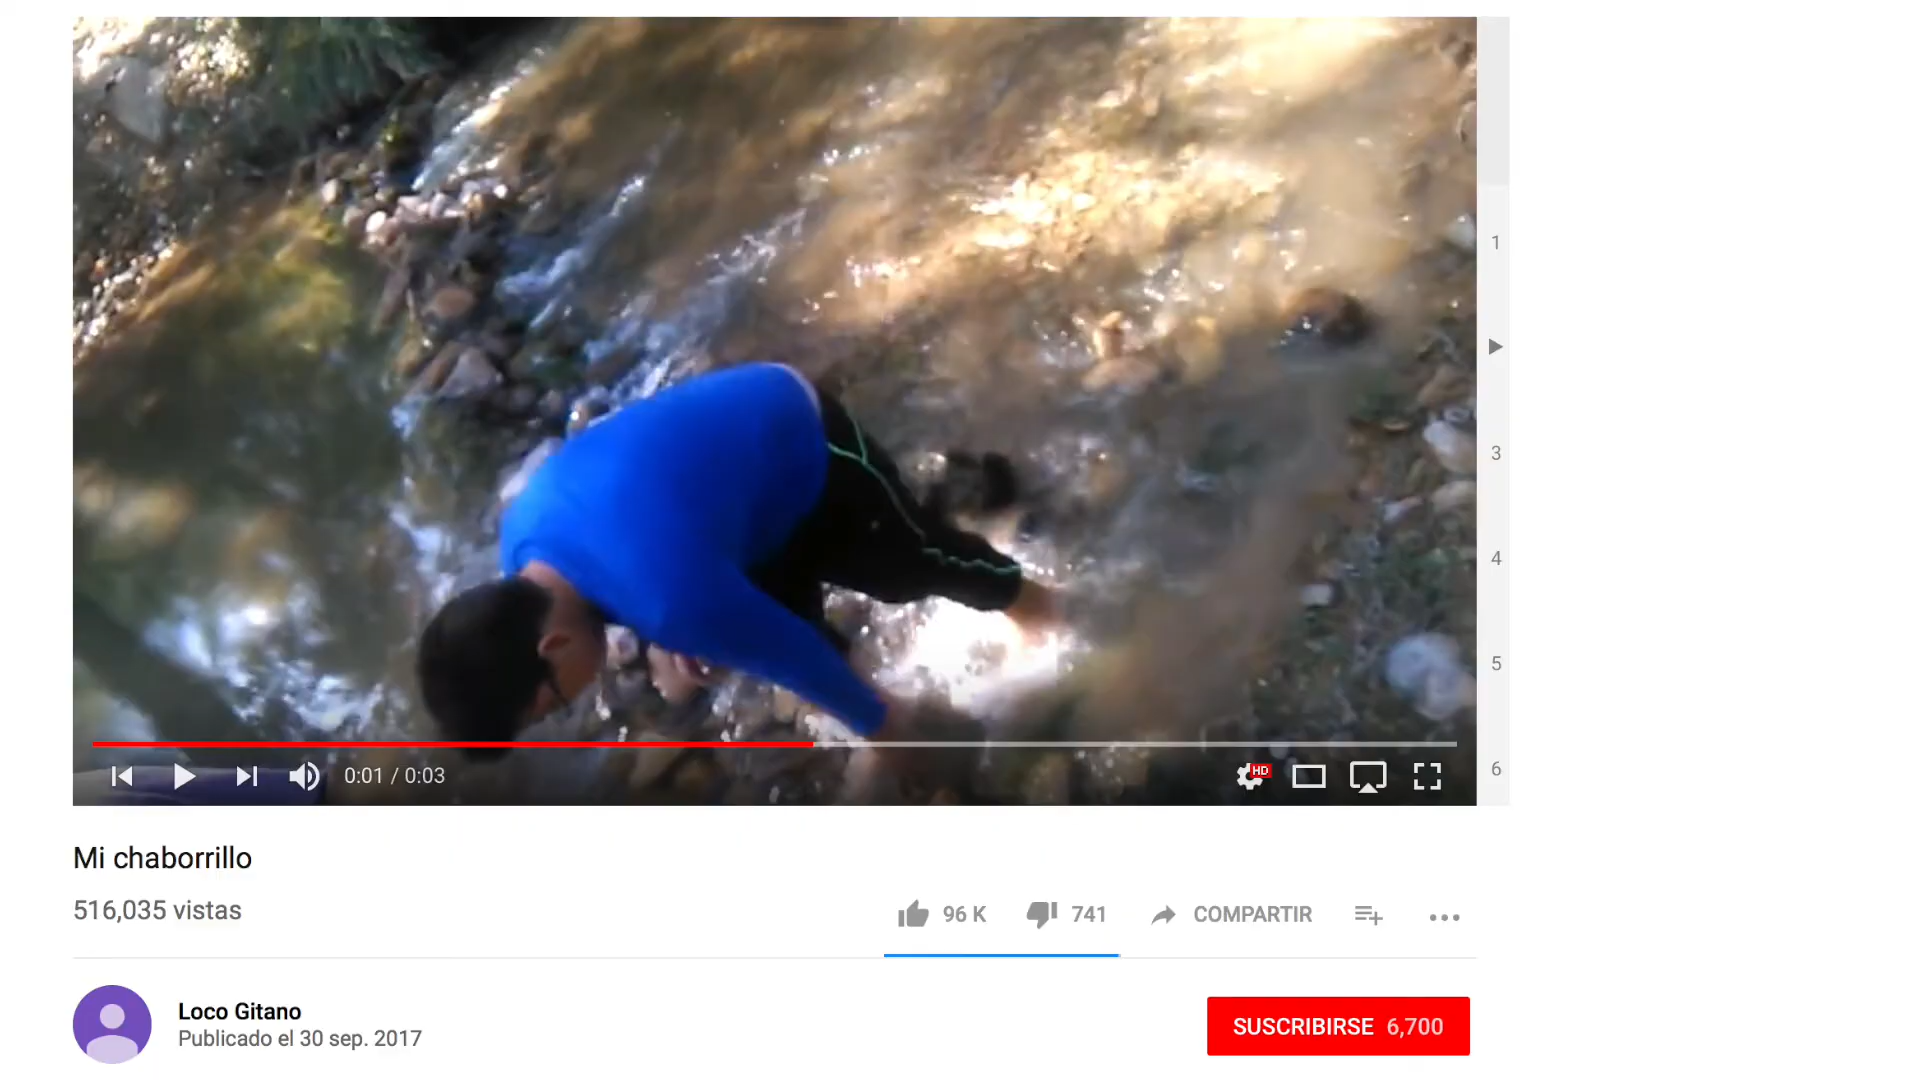 1
3
4
5
6
0:01 / 0:03
HD
Mi chaborrillo
516,035 vistas
96 K
741
COMPARTIR
Loco Gitano
Publicado el 30 sep. 2017
SUSCRIBIRSE 6,700